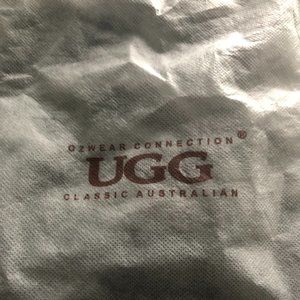 OZWEAR CONNECTION®
UGG
CLASSIC AUSTRALIAN